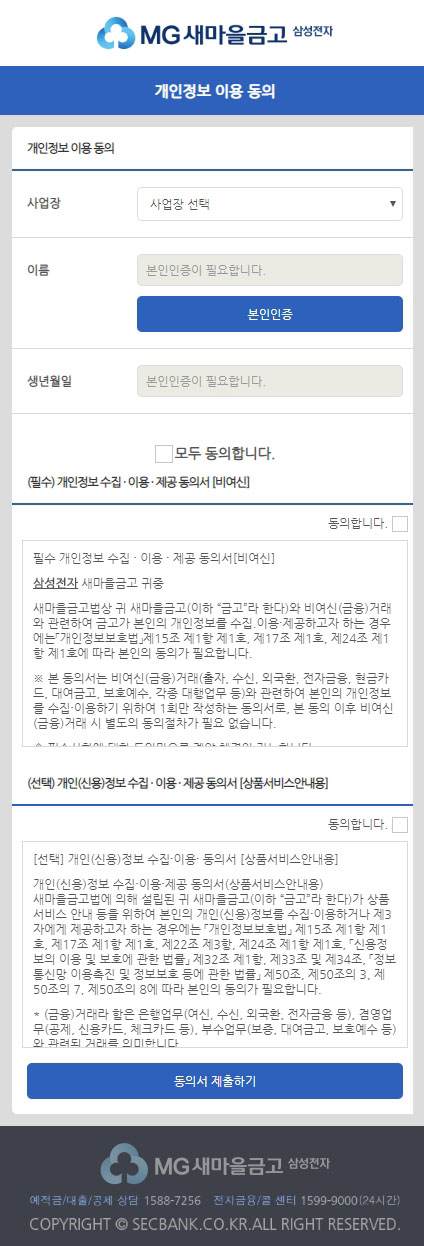 MG새마을금고 삼성전자
개인정보 이용 동의
개인정보 이용 동의
사업장
사업장 선택
이름
본인인증이 필요합니다.
본인인증
생년월일
본인인증이 필요합니다.
모두 동의합니다.
(필수) 개인정보 수집 · 이용 · 제공 동의서 [비여신]
동의합니다.
필수 개인정보 수집 · 이용 · 제공 동의서[비여신]
삼성전자 새마을금고 귀중
새마을금고법상 귀 새마을금고(이하 “금고”라 한다)와 비여신(금융)거래
와 관련하여 금고가 본인의 개인정보를 수집.이용·제공하고자 하는 경우
에는「개인정보보호법」제15조 제1항 제1호, 제17조 제1호, 제24조 제1
항 제1호에 따라 본인의 동의가 필요합니다.
※ 본 동의서는 비여신(금융)거래(출자, 수신, 외국환, 전자금융, 현금카
드, 대여금고, 보호예수, 각종 대행업무 등)와 관련하여 본인의 개인정보
를 수집·이용하기 위하여 1회만 작성하는 동의서로, 본 동의 이후 비여신
(금융)거래 시 별도의 동의절차가 필요 없습니다.
(선택) 개인(신용)정보 수집 · 이용 · 제공 동의서 [상품서비스안내용]
동의합니다.
[선택] 개인(신용)정보 수집·이용· 동의서 [상품서비스안내용]
개인(신용)정보 수집·이용·제공 동의서(상품서비스안내용)
새마을금고법에 의해 설립된 귀 새마을금고(이하 “금고”라 한다)가 상품
서비스 안내 등을 위하여 본인의 개인(신용)정보를 수집·이용하거나 제3
자에게 제공하고자 하는 경우에는 「개인정보보호법」 제15조 제1항 제1
호, 제17조 제1항 제1호, 제22조 제3항, 제24조 제1항 제1호, 「신용정
보의 이용 및 보호에 관한 법률」 제32조 제1항, 제33조 및 제34조, 「정보
통신망 이용촉진 및 정보보호 등에 관한 법률」 제50조, 제50조의 3, 제
50조의 7, 제50조의 8에 따라 본인의 동의가 필요합니다.
* (금융)거래라 함은 은행업무(여신, 수신, 외국환, 전자금융 등), 겸영업
무(공제, 신용카드, 체크카드 등), 부수업무(보증, 대여금고, 보호예수 등)
와 관련된 거래를 의미합니다
동의서 제출하기
MG새마을금고 삼성전자
예적금/대출/공제 상담 1588-7256 전자금융/콜 센티 1599-9000(24시간)
COPYRIGHT © SECBANK.CO.KR.ALL RIGHT RESERVED.